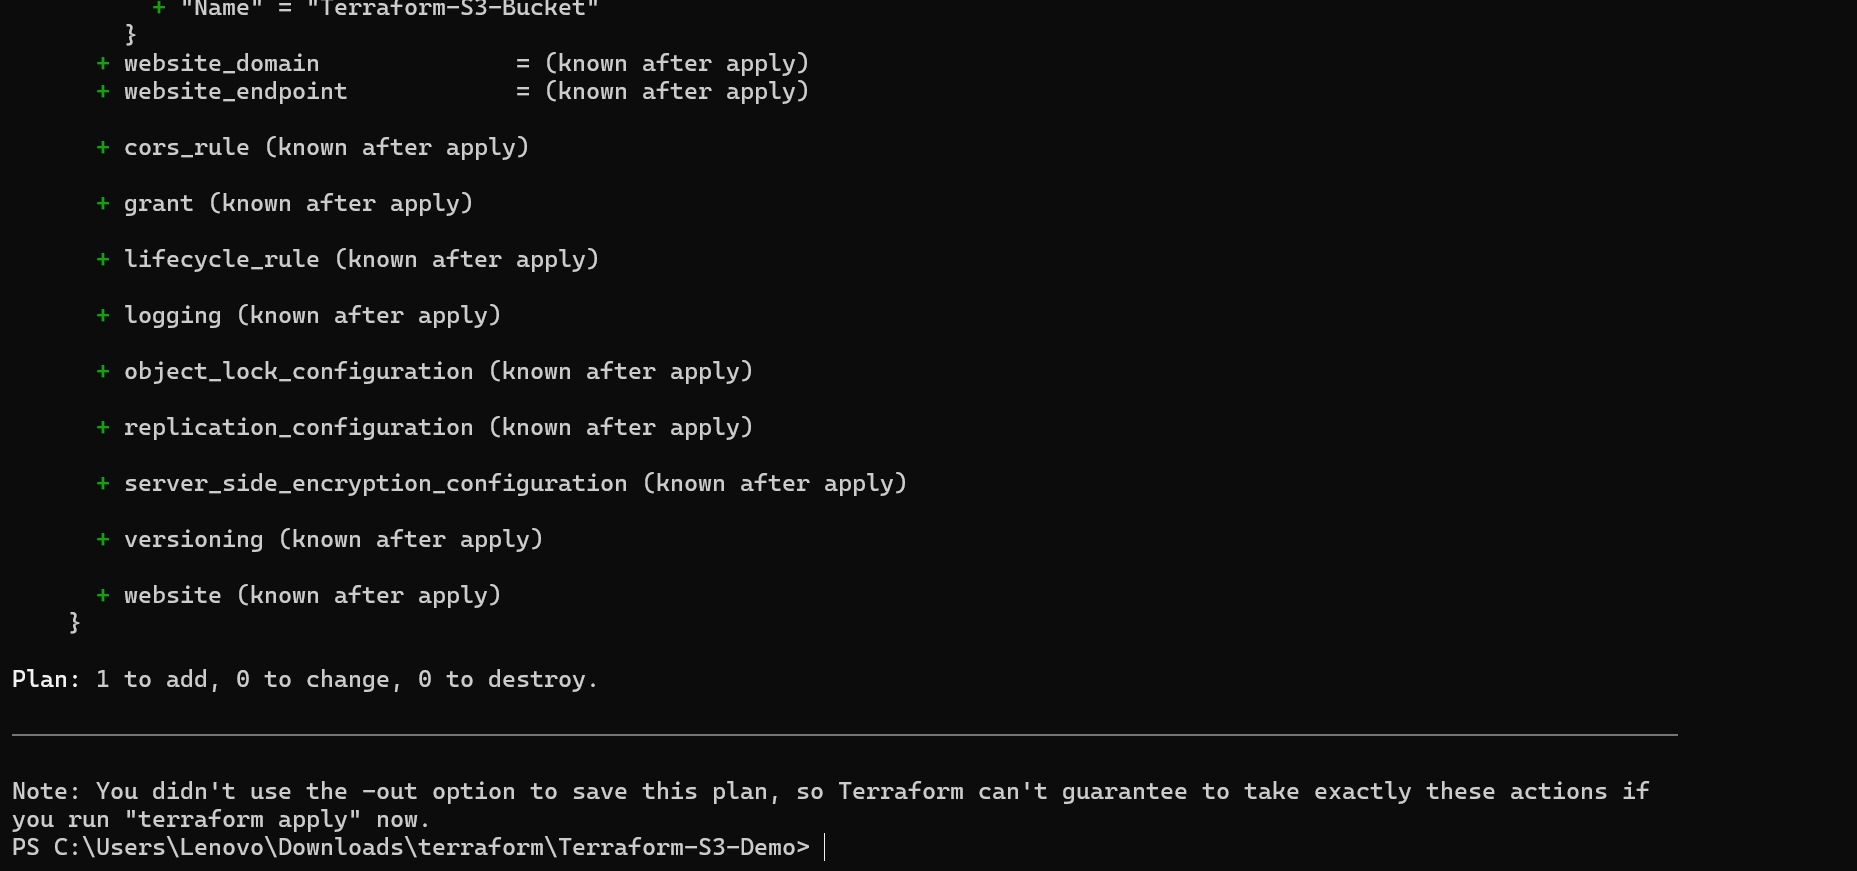 + "Name" = "Terraform-S3-Bucket"
}
+ website_domain = (known after apply)
+ website_endpoint = (known after apply)
+ cors_rule (known after apply)
+ grant (known after apply)
+ lifecycle_rule (known after apply)
+ logging (known after apply)
+ object_lock_configuration (known after apply)
+ replication_configuration (known after apply)
+ server_side_encryption_configuration (known after apply)
+ versioning (known after apply)
+ website (known after apply)
}
Plan: 1 to add, 0 to change, 0 to destroy.
Note: You didn't use the -out option to save this plan, so Terraform can't guarantee to take exactly these actions if
you run "terraform apply" now.
PS C:\Users\Lenovo\Downloads\terraform\Terraform-S3-Demo>